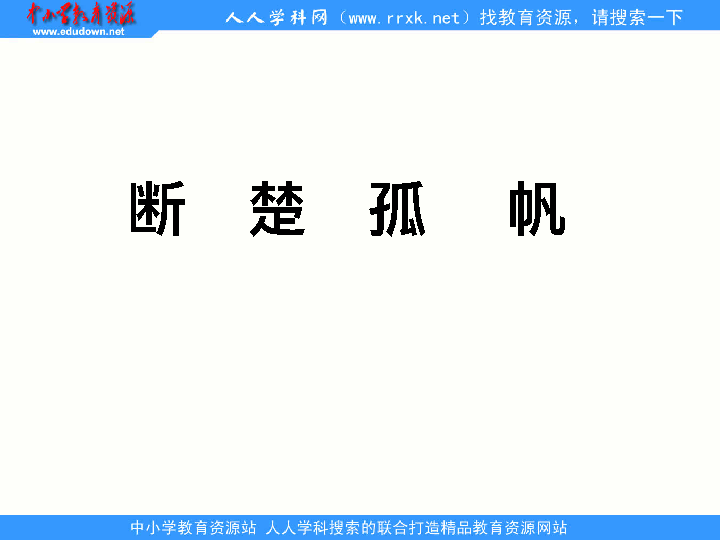 中小学教育资源
www.edudown.net
人人学科网（www.rrxk.net）找教育资源，请搜索一下
断 楚 孤 帆
中小学教育资源站 人人学科搜索的联合打造精品教育资源网站